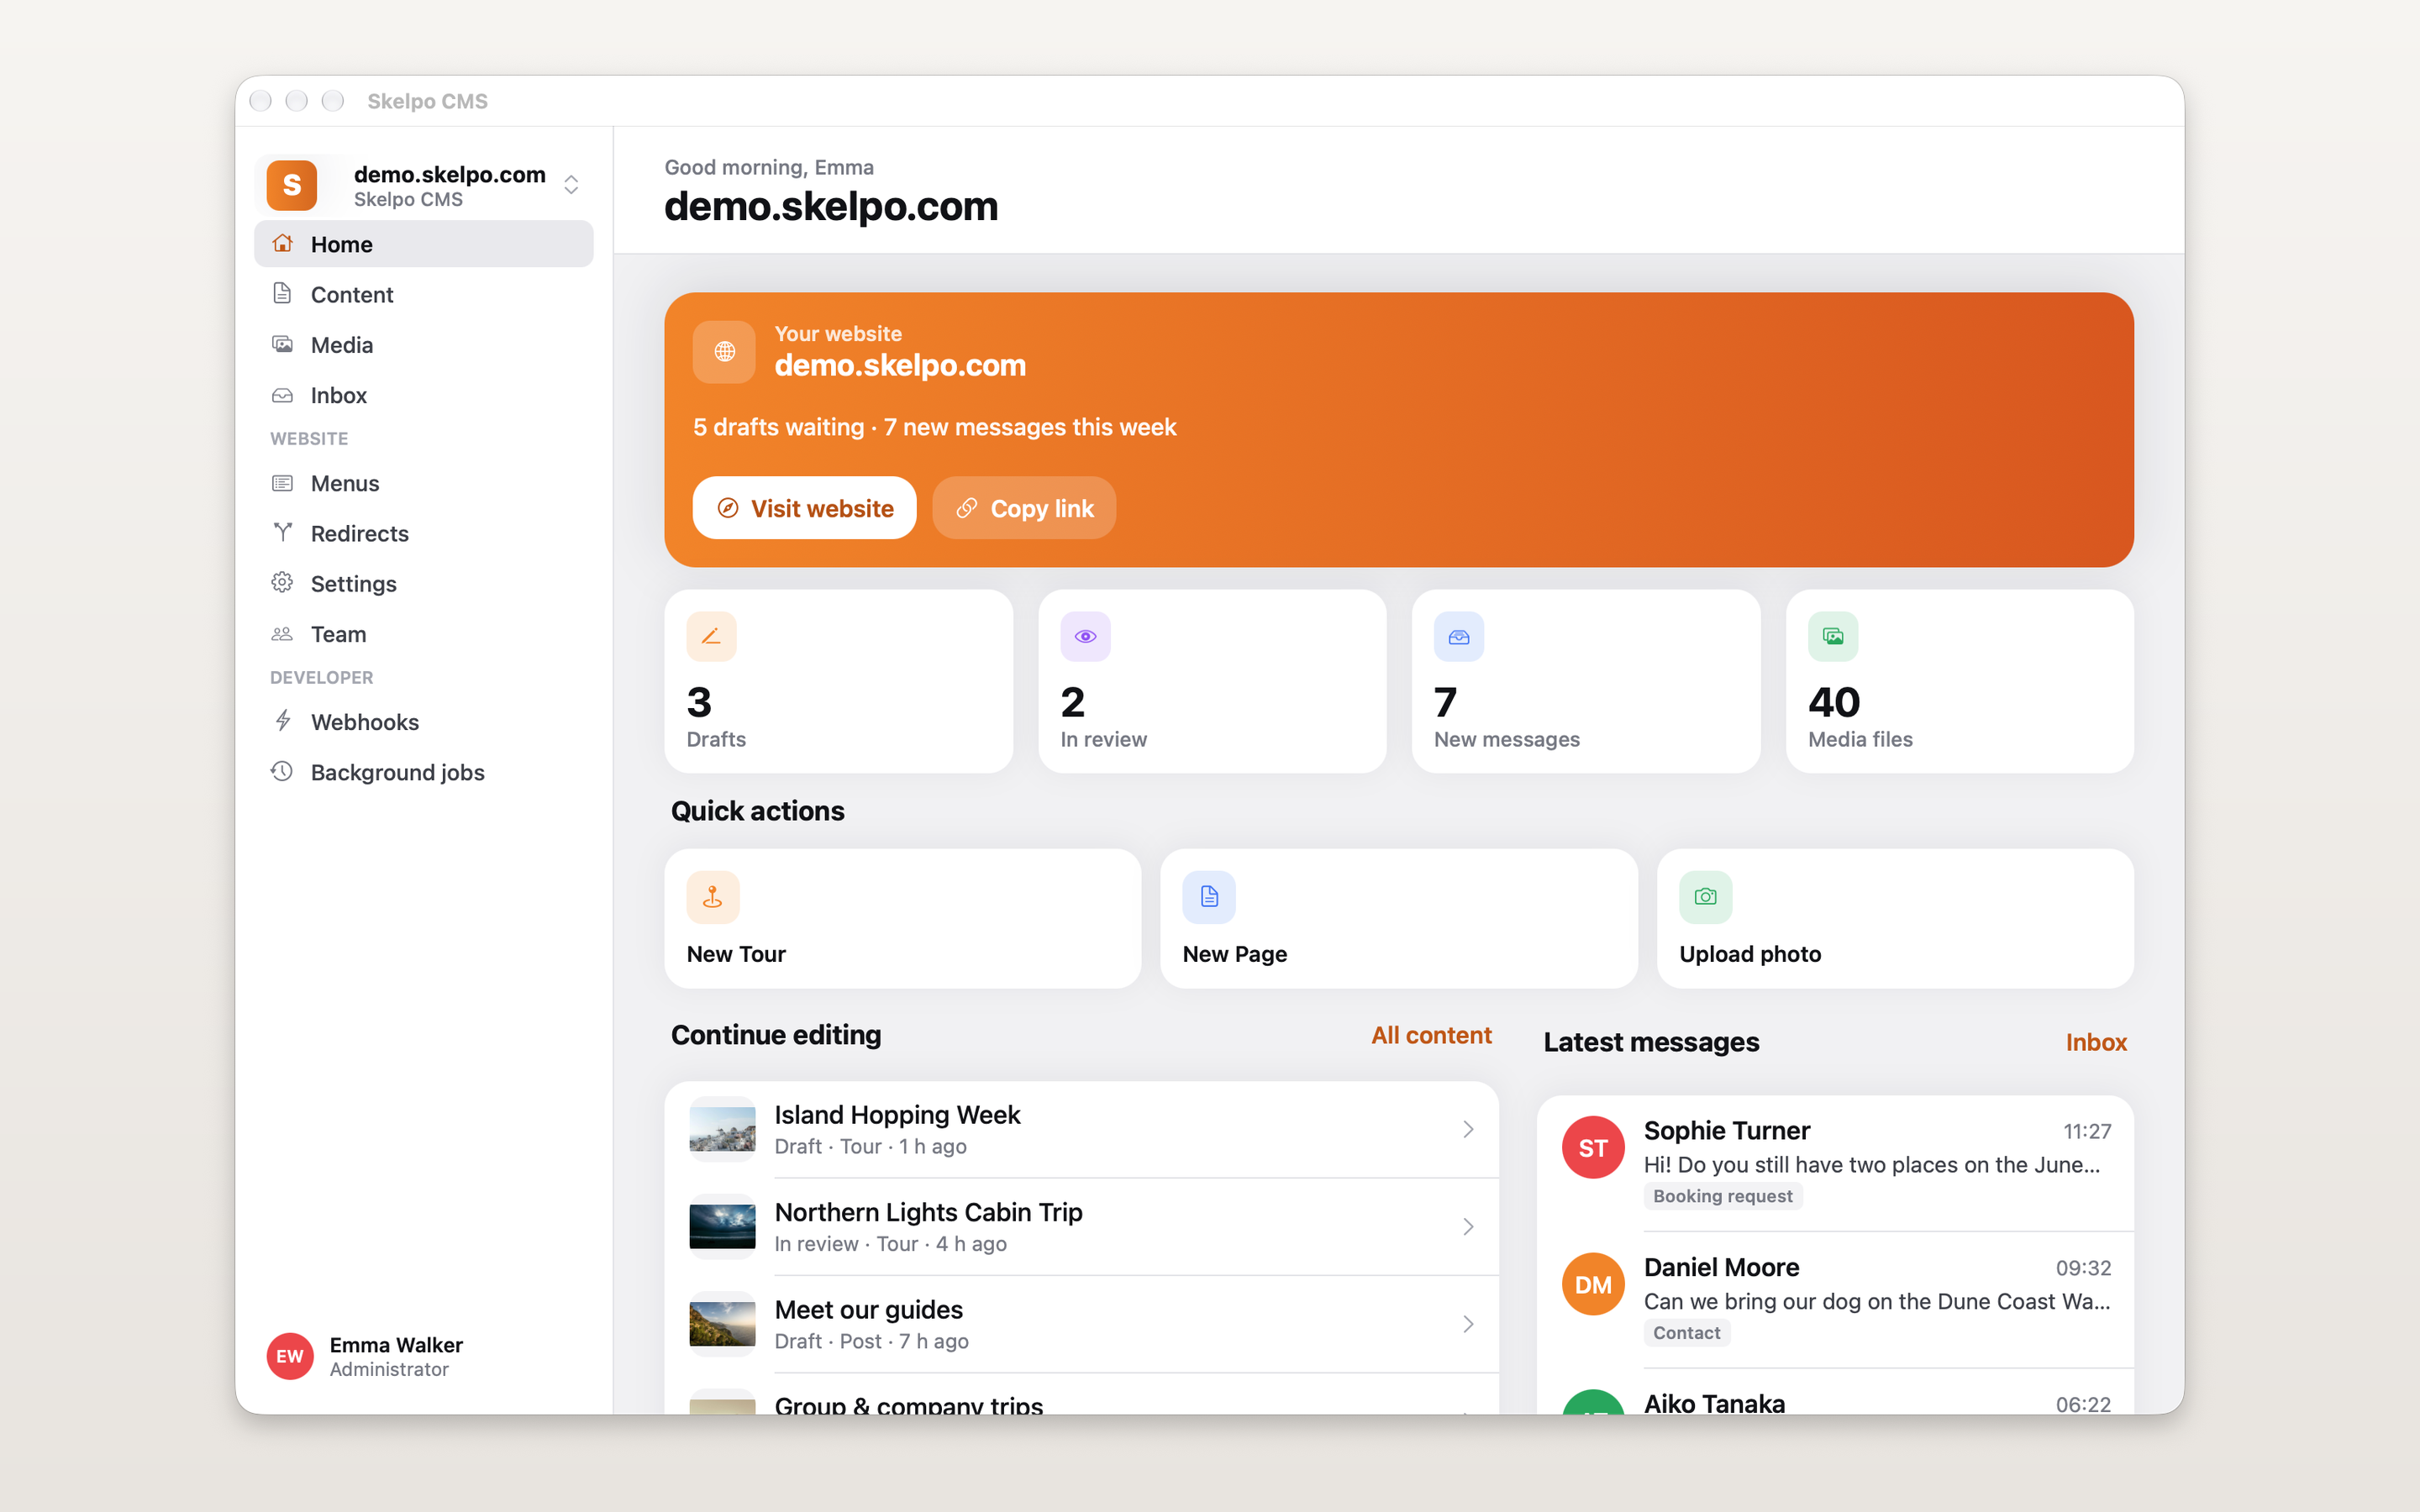 Skelpo CMS
S
demo.skelpo.com
Skelpo CMS
Home
Content
Media
Inbox
WEBSITE
Menus
Redirects
Settings
Team
DEVELOPER
Webhooks
Background jobs
EW
Emma Walker
Administrator
Good morning, Emma
demo.skelpo.com
Your website
demo.skelpo.com
5 drafts waiting · 7 new messages this week
Visit website
Copy link
3
Drafts
2
In review
7
New messages
40
Media files
Quick actions
New Tour
New Page
Upload photo
Continue editing
All content
Island Hopping Week
Draft · Tour · 1 h ago
Northern Lights Cabin Trip
In review · Tour · 4 h ago
Meet our guides
Draft · Post · 7 h ago
Group & company trips
Latest messages
Inbox
ST
Sophie Turner
11:27
Hi! Do you still have two places on the June...
Booking request
DM
Daniel Moore
09:32
Can we bring our dog on the Dune Coast Wa...
Contact
Aiko Tanaka
06:22